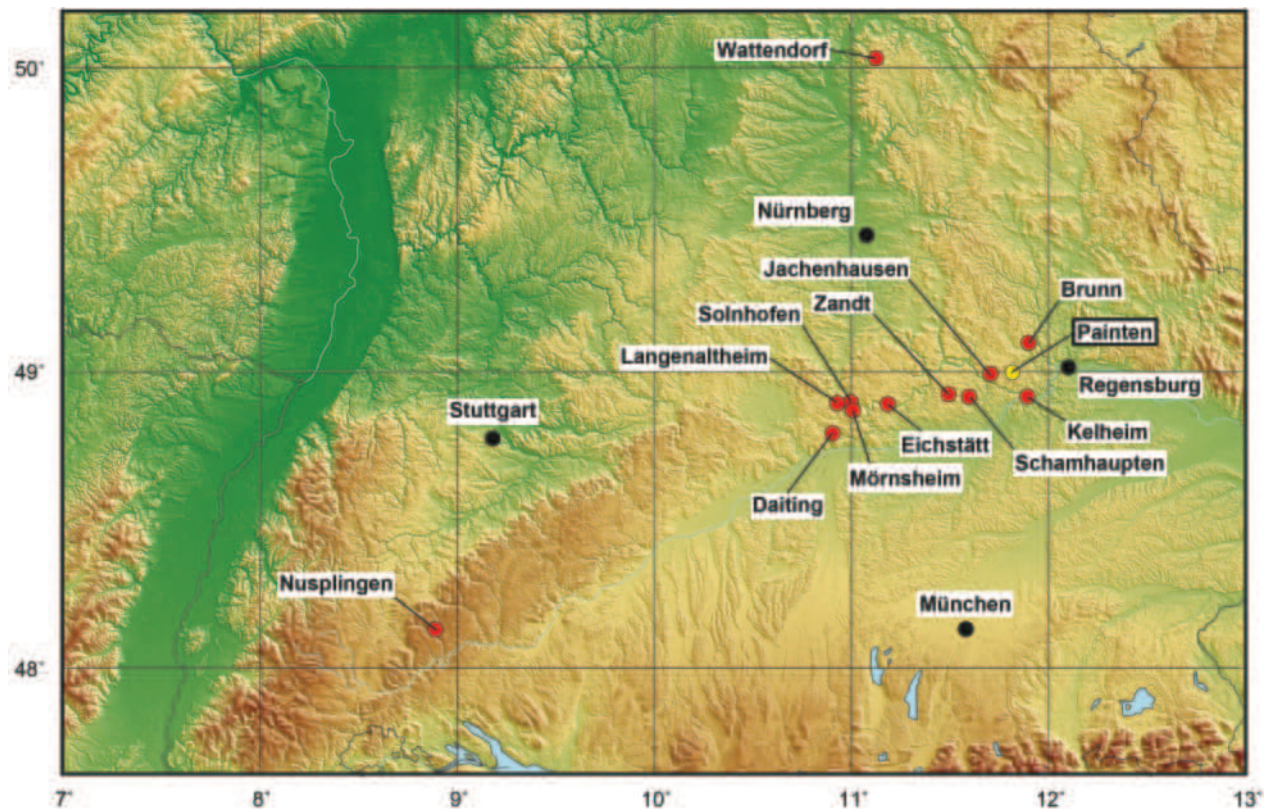 Wattendorf
50°
Nürnberg
Jachenhausen
Brunn
Zandt
Solnhofen
Painten
Langenaltheim
49°
Regensburg
Stuttgart
Kelheim
Eichstätt
Schamhaupten
Mörnsheim
Daiting
Nusplingen
München
48°
7° 8° 9° 10° 11° 12° 13°